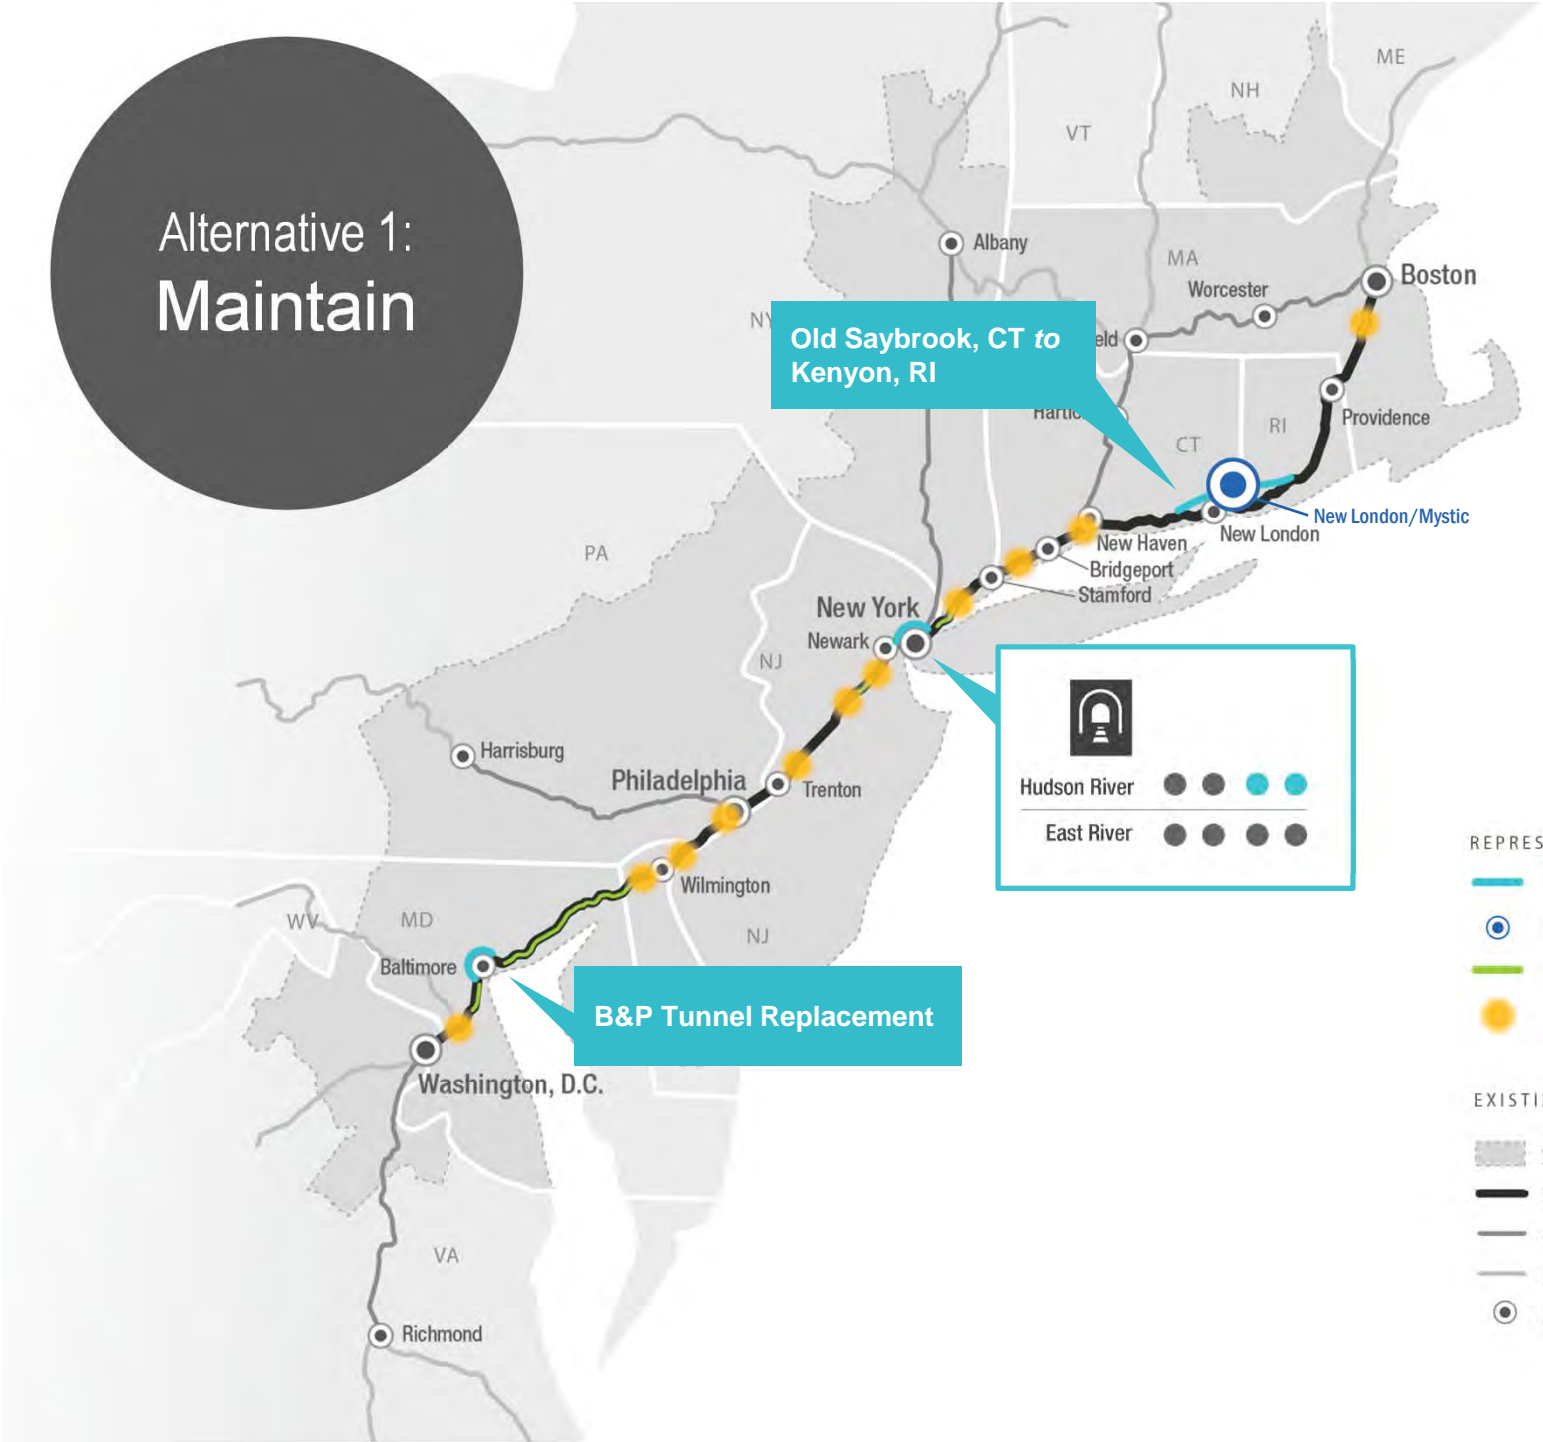 Alternative 1:
Maintain
ME
NH
VT
Albany
MA
Worcester
Boston
NY
Old Saybrook, CT to
Kenyon, RI
Providence
RI
CT
New London/Mystic
New London
New Haven
Bridgeport
Stamford
PA
New York
Newark
NJ
Hudson River
East River
Harrisburg
Philadelphia
Trenton
Wilmington
WV
MD
NJ
Baltimore
B&P Tunnel Replacement
Washington, D.C.
VA
Richmond
REPRES